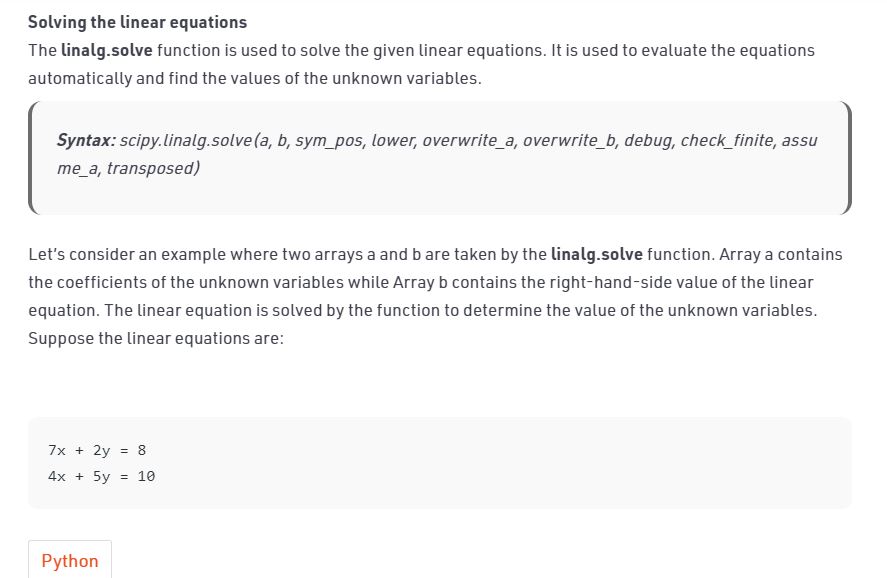 Solving the linear equations
The linalg.solve function is used to solve the given linear equations. It is used to evaluate the equations
automatically and find the values of the unknown variables.
Syntax: scipy.linalg.solve(a, b, sym_pos, lower, overwrite_a, overwrite_b, debug, check_finite, assu
me_a, transposed)
Let's consider an example where two arrays a and b are taken by the linalg.solve function. Array a contains
the coefficients of the unknown variables while Array b contains the right-hand-side value of the linear
equation. The linear equation is solved by the function to determine the value of the unknown variables.
Suppose the linear equations are:
7x + 2y = 8
4x + 5y = 10
Python